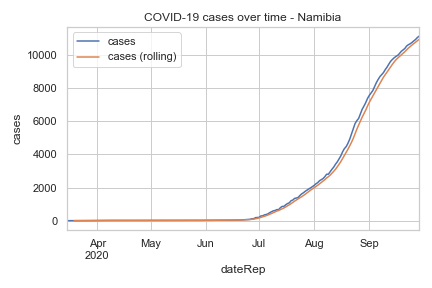 COVID-19 cases over time - Namibia
cases
cases (rolling)
10000
8000
6000
4000
2000
0
cases
Apr
2020
May
Jun
Jul
Aug
Sep
dateRep